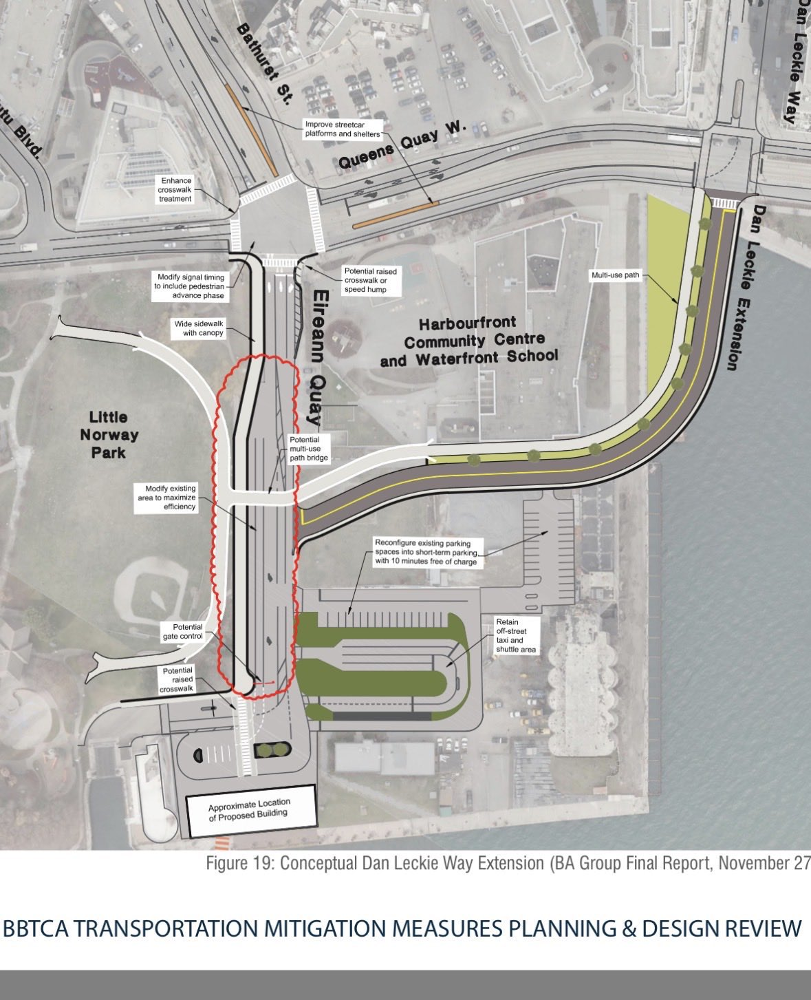 Bathurst St.
Dan Leckie Way
Blvd.
Improve streetcar
platforms and shelters
Queens Quay W.
Enhance
crosswalk
treatment
Dan Leckie Extension
Modify signal timing
to include pedestrian
advance phase
Potential raised
crosswalk or
speed hump
Multi-use path
Wide sidewalk
with canopy
Eireann Quay
Harbourfront
Community Centre
and Waterfront School
Little
Norway
Park
Potential
multi-use
path bridge
Modify existing
area to maximize
efficiency
Reconfigure existing parking
spaces into short-term parking
with 10 minutes free of charge
Potential
gate control
Retain
off-street
taxi and
shuttle area
Potential
raised
crosswalk
Approximate Location
of Proposed Building
Figure 19: Conceptual Dan Leckie Way Extension (BA Group Final Report, November 27
BBTCA TRANSPORTATION MITIGATION MEASURES PLANNING & DESIGN REVIEW